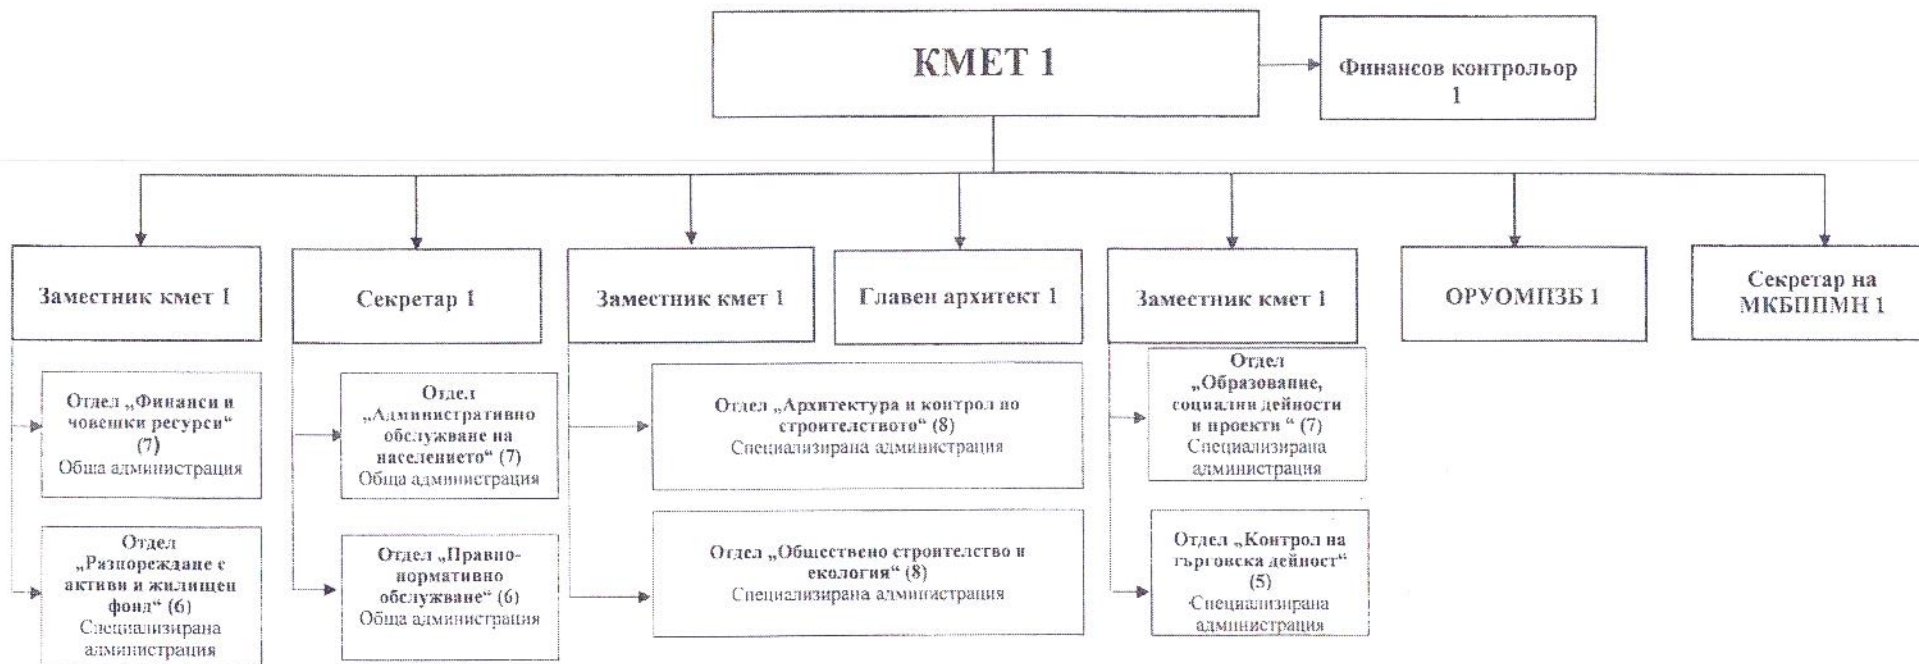 КМЕТ 1
Финансов контрольор
1
Заместник кмет 1
Секретар 1
Заместник кмет 1
Главен архитект 1
Заместник кмет 1
ОРУОМПЗБ 1
Секретар на
МКБППМН 1
Отдел „Финанси и
човешки ресурси“
(7)
Обща администрация
Отдел
„Административно
обслужване на
населението“ (7)
Обща администрация
Отдел „Архитектура и контрол по
строителството“ (8)
Специализирана администрация
Отдел
„Образование,
социални дейности
и проекти “ (7)
Специализирана
администрация
Отдел
„Разпореждане с
активи и жилищен
фонд“ (6)
Специализирана
администрация
Отдел „Правно-
нормативно
обслужване“ (6)
Обща администрация
Отдел „Обществено строителство и
екология“ (8)
Специализирана администрация
Отдел „Контрол на
търговска дейност“
(5)
Специализирана
администрация